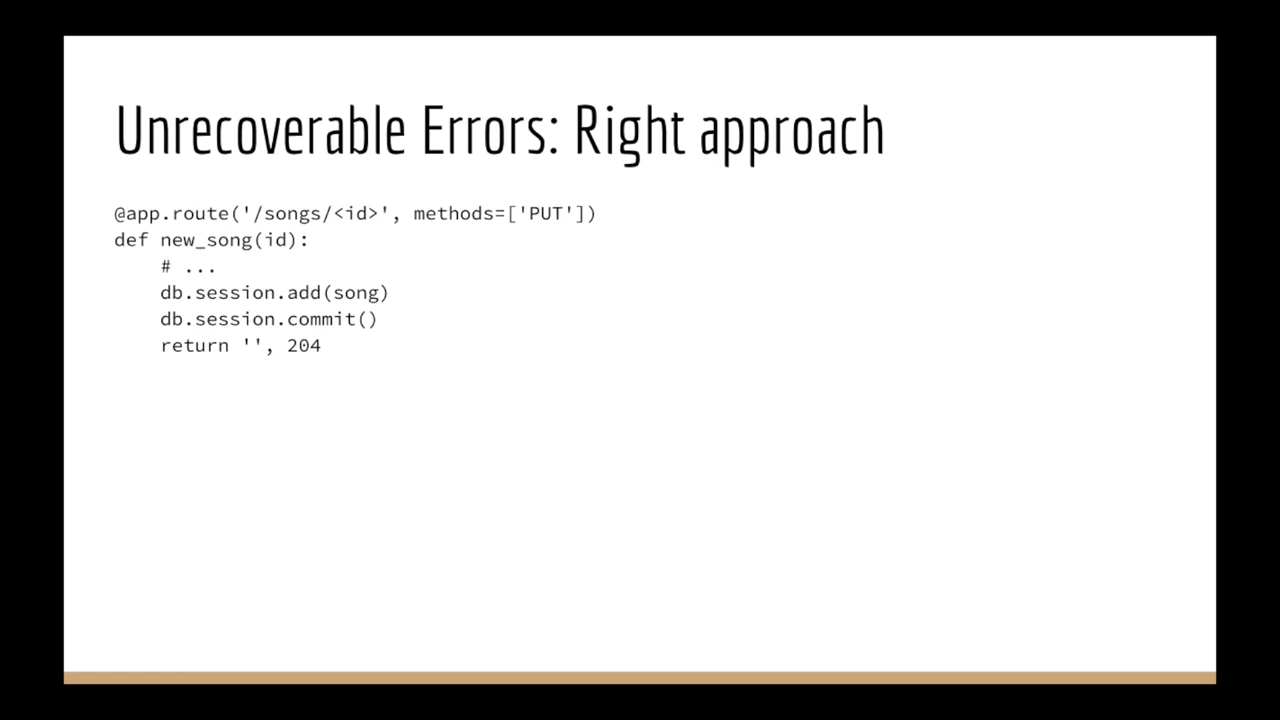 Unrecoverable Errors: Right approach
@app.route('/songs/<id>', methods=['PUT'])
def new_song(id):
    # ...
    db.session.add(song)
    db.session.commit()
    return '', 204